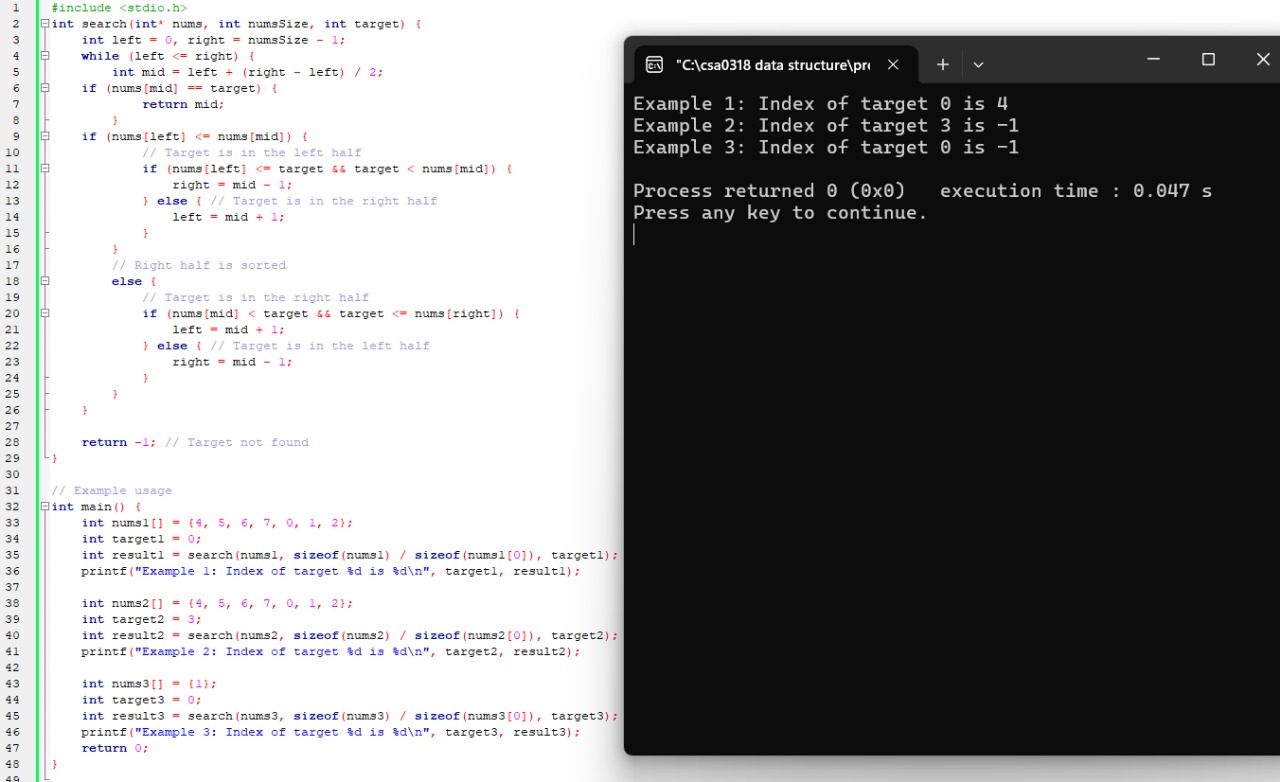 1 #include <stdio.h>
2 int search(int* nums, int numsSize, int target) {
3     int left = 0, right = numsSize - 1;
4     while (left <= right) {
5         int mid = left + (right - left) / 2;
6     if (nums[mid] == target) {
7             return mid;
8         }
9     if (nums[left] <= nums[mid]) {
10             // Target is in the left half
11             if (nums[left] <= target && target < nums[mid]) {
12                 right = mid - 1;
13             } else { // Target is in the right half
14                 left = mid + 1;
15             }
16         }
17         // Right half is sorted
18         else {
19             // Target is in the right half
20             if (nums[mid] < target && target <= nums[right]) {
21                 left = mid + 1;
22             } else { // Target is in the left half
23                 right = mid - 1;
24             }
25         }
26     }
27
28     return -1; // Target not found
29 }
30
31 // Example usage
32 int main() {
33     int nums1[] = {4, 5, 6, 7, 0, 1, 2};
34     int target1 = 0;
35     int result1 = search(nums1, sizeof(nums1) / sizeof(nums1[0]), target1);
36     printf("Example 1: Index of target %d is %d\n", target1, result1);
37
38     int nums2[] = {4, 5, 6, 7, 0, 1, 2};
39     int target2 = 3;
40     int result2 = search(nums2, sizeof(nums2) / sizeof(nums2[0]), target2);
41     printf("Example 2: Index of target %d is %d\n", target2, result2);
42
43     int nums3[] = {1};
44     int target3 = 0;
45     int result3 = search(nums3, sizeof(nums3) / sizeof(nums3[0]), target3);
46     printf("Example 3: Index of target %d is %d\n", target3, result3);
47     return 0;
48 }
49
"C:\csa0318 data structure\pr
Example 1: Index of target 0 is 4
Example 2: Index of target 3 is -1
Example 3: Index of target 0 is -1
Process returned 0 (0x0)   execution time : 0.047 s
Press any key to continue.